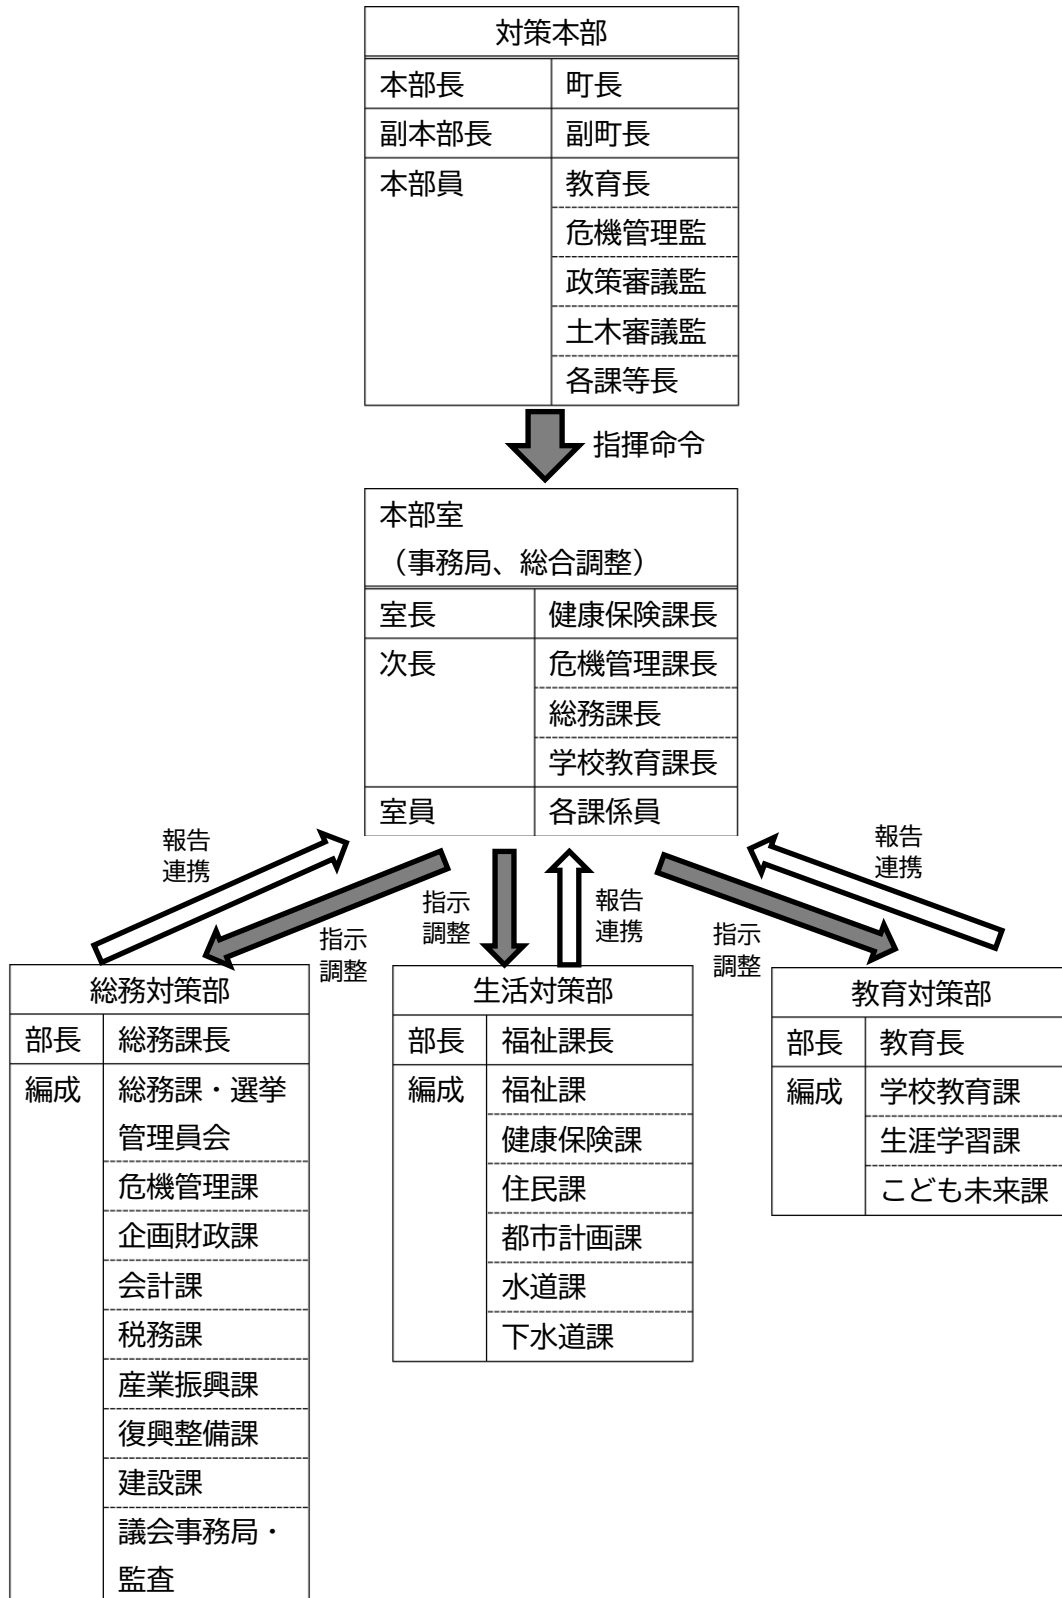 対策本部
本部長 町長
副本部長 副町長
本部員 教育長
危機管理監
政策審議監
土木審議監
各課等長
指揮命令
本部室
（事務局、総合調整）
室長 健康保険課長
次長 危機管理課長
総務課長
学校教育課長
室員 各課係員
報告
連携
指示
調整
指示
調整
報告
連携
指示
調整
報告
連携
総務対策部
部長 総務課長
編成 総務課・選挙
管理員会
危機管理課
企画財政課
会計課
税務課
産業振興課
復興整備課
建設課
議会事務局・
監査
生活対策部
部長 福祉課長
編成 福祉課
健康保険課
住民課
都市計画課
水道課
下水道課
教育対策部
部長 教育長
編成 学校教育課
生涯学習課
こども未来課